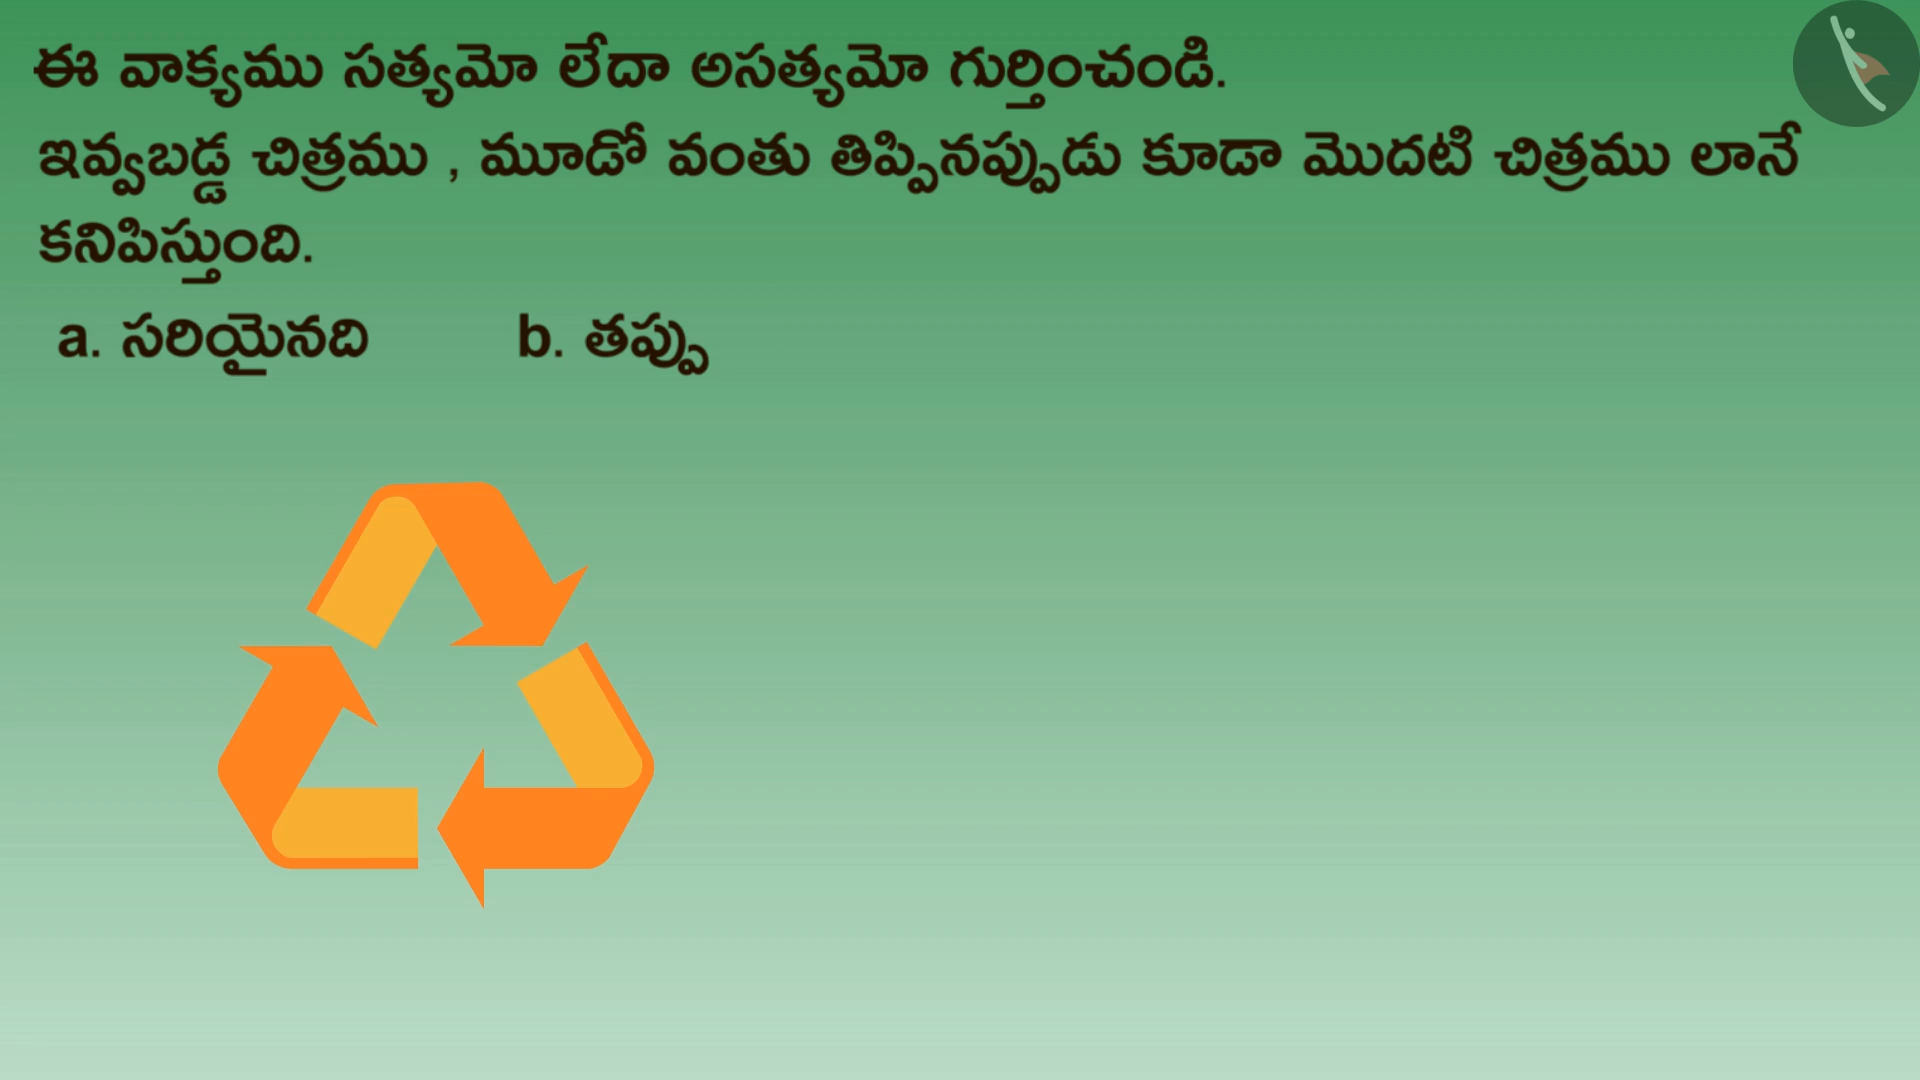 ఈ వాక్యము సత్యమో లేదా అసత్యమో గుర్తించండి.
ఇవ్వబడ్డ చిత్రము , మూడో వంతు తిప్పినప్పుడు కూడా మొదటి చిత్రము లానే
కనిపిస్తుంది.
a. సరియైనది b. తప్పు